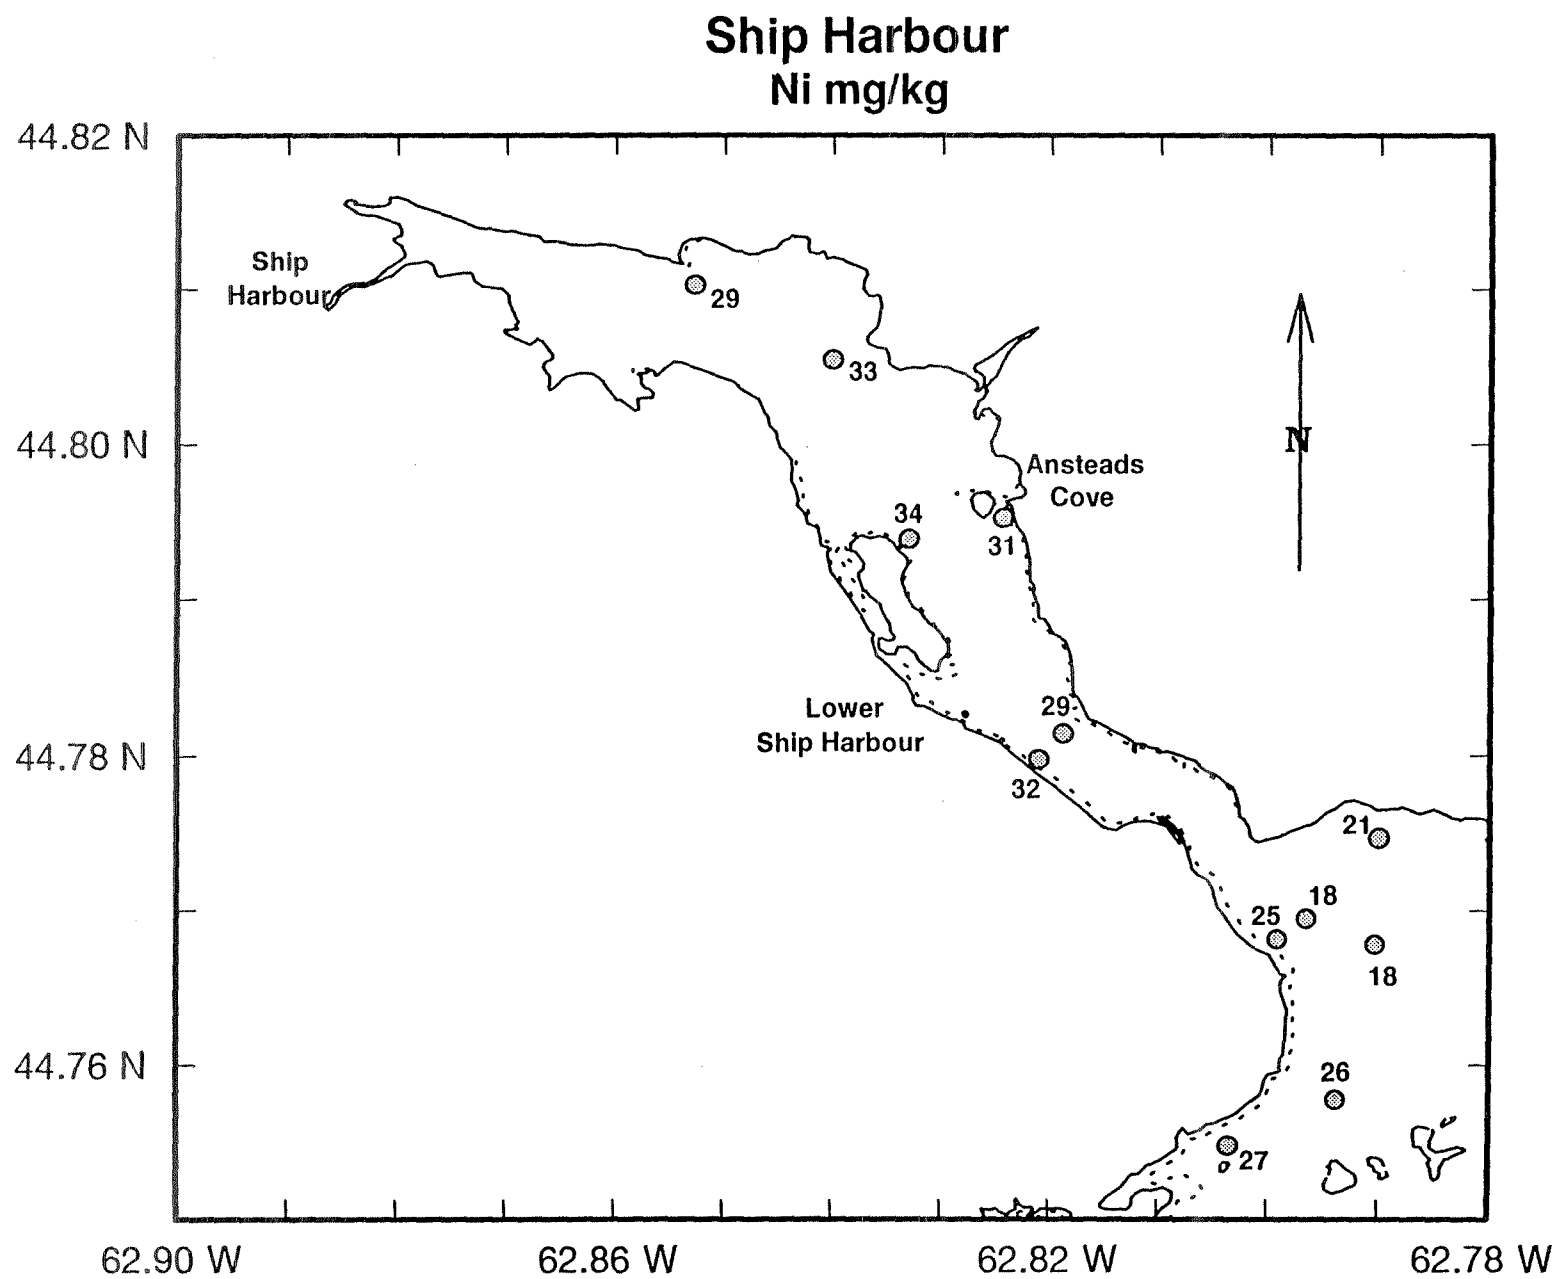 Ship Harbour
Ni mg/kg
44.82 N
Ship
Harbour
29
33
44.80 N
N
Ansteads
Cove
34
31
Lower
Ship Harbour
29
44.78 N
32
21
18
25
18
44.76 N
26
27
62.90 W
62.86 W
62.82 W
62.78 W